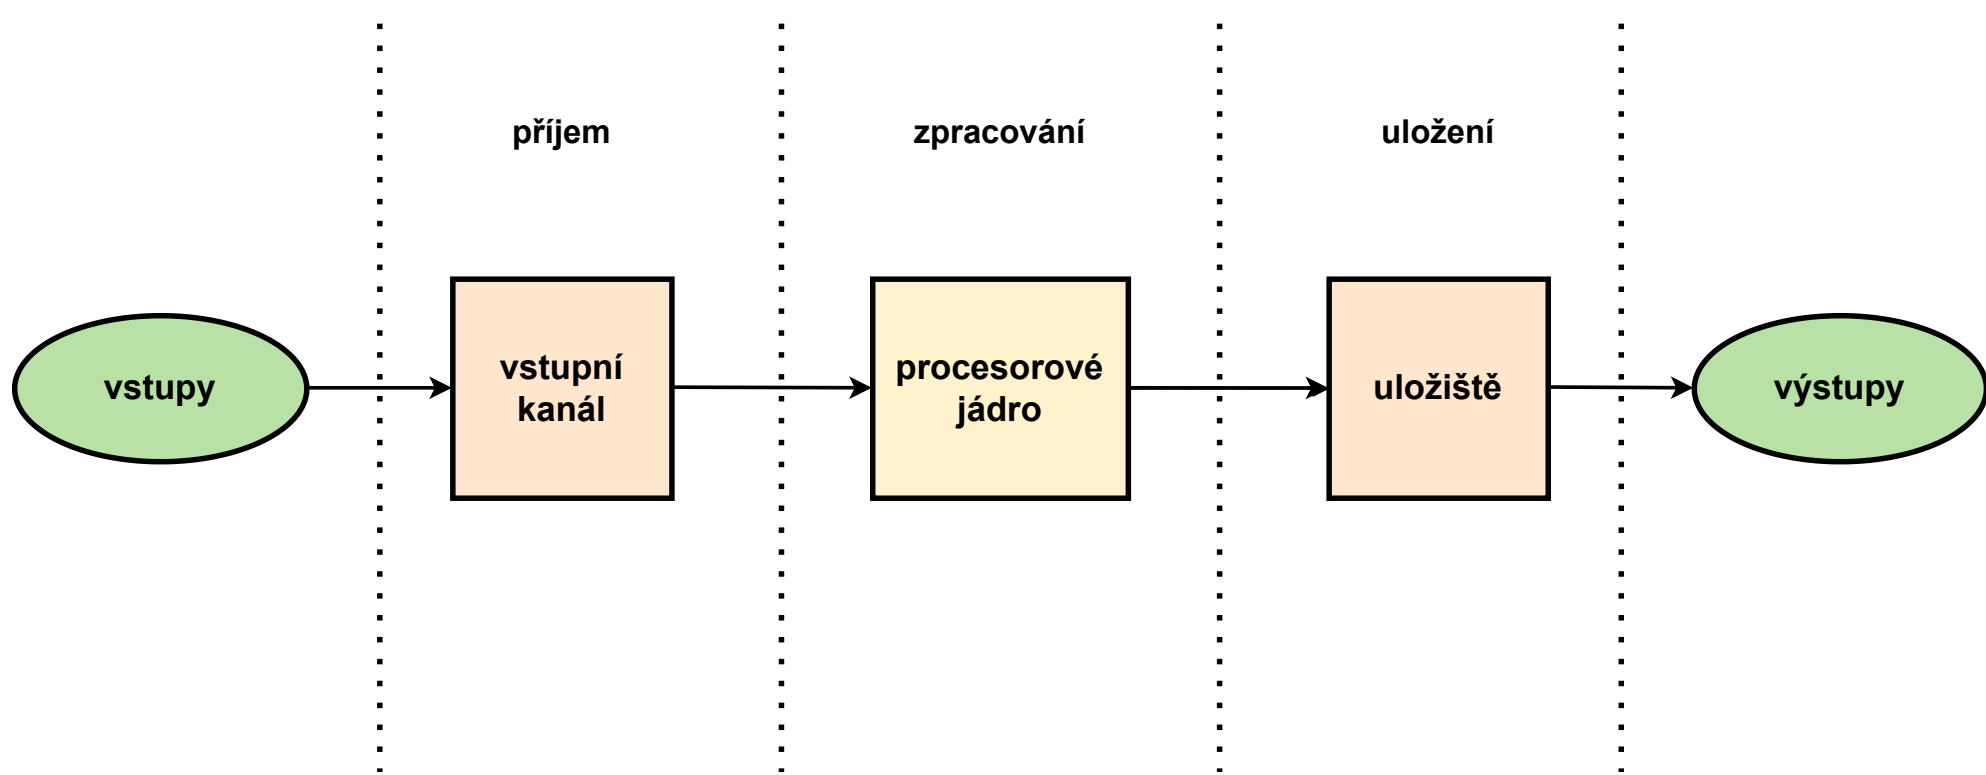 příjem
zpracování
uložení
vstupy
vstupní
kanál
procesorové
jádro
uložiště
výstupy